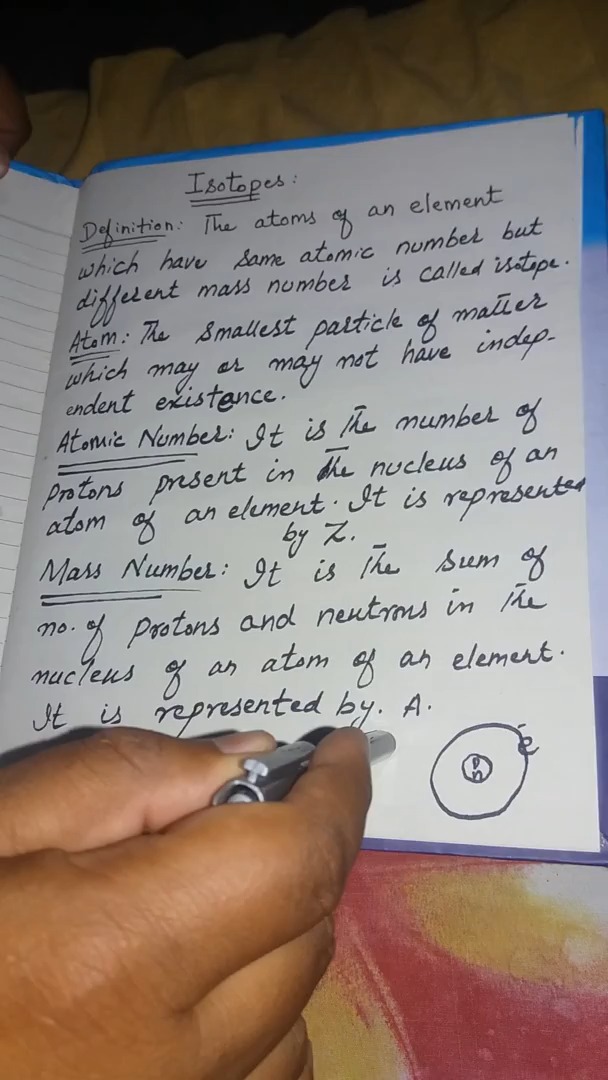 Isotopes:
Definition: The atoms of an element
which have same atomic number but
different mass number is called isotope.
Atom: The smallest particle of matter
which may or may not have indep-
endent existence.
Atomic Number: It is the number of
protons present in the nucleus of an
atom of an element. It is represented
by Z.
Mass Number: It is the sum of
no. of protons and neutrons in the
nucleus of an atom of an element.
It is represented by. A.
e
p
n